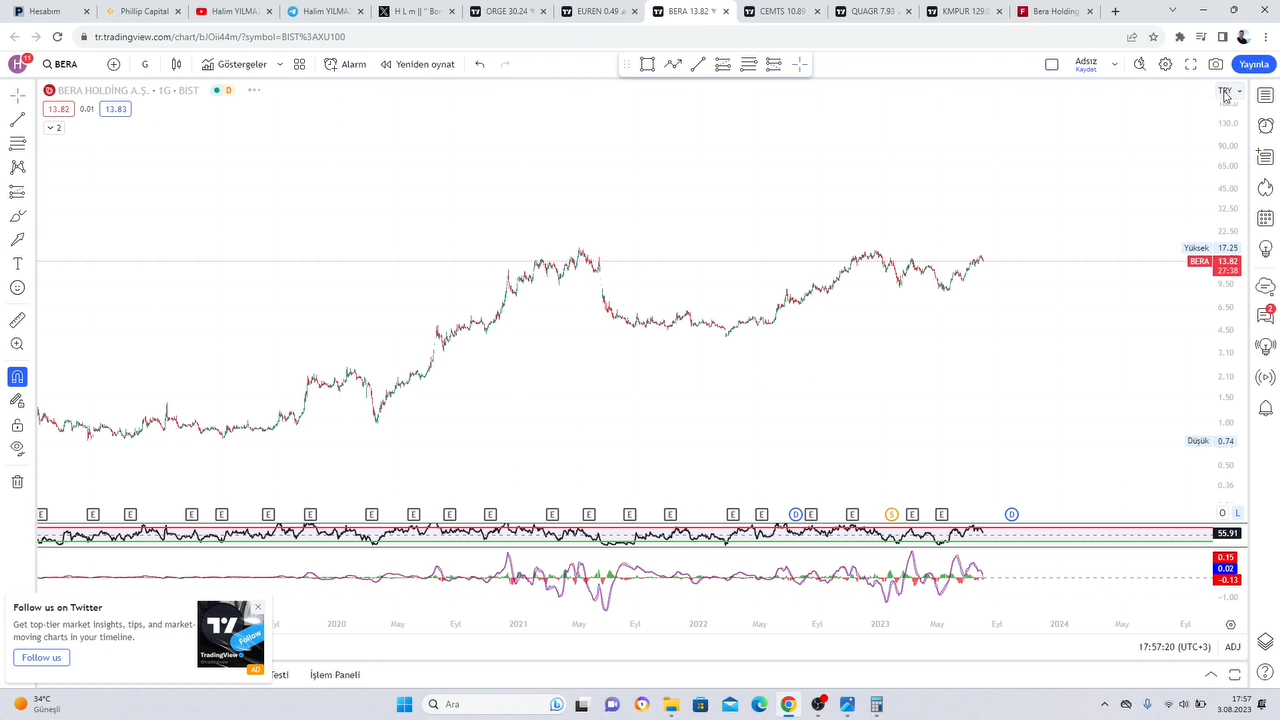 Hesabım
Phillip Capital
Halim YILMAZ
Halim YILMAZ
H L m || " Bors
ORGE 30.24
EUREN 0.49
BERA 13.82
CEMTS 10.89
QUAGR 7.93
KMPUR 129.0
Bera Holding
tr.tradingview.com/chart/bJOii44m/?symbol=BIST%3AXU100
H
11
BERA
G
Göstergeler
Alarm
Yeniden oynat
Adsız
Kaydet
Yayınla
BERA HOLDİNG A.Ş. · 1G · BIST
D
TRY
13.82
0.01
13.83
2
130.0
90.00
65.00
45.00
32.50
22.50
Yüksek 17.25
BERA 13.82
27:38
9.50
6.50
4.50
3.10
2.10
1.50
1.00
Düşük 0.74
0.50
0.36
E E E E E E E E E E E E E E E E E E D E E S E E D
O L
55.91
0.15
0.02
−0.13
−1.00
Eyl 2020 May Eyl 2021 May Eyl 2022 May Eyl 2023 May Eyl 2024 May Eyl
Follow us on Twitter
Get top-tier market insights, tips, and market-
moving charts in your timeline.
Follow us
Follow
TradingView
AD
17:57:20 (UTC+3)
ADJ
İşlem Paneli
2
34°C
Güneşli
Ara
17:57
3.08.2023